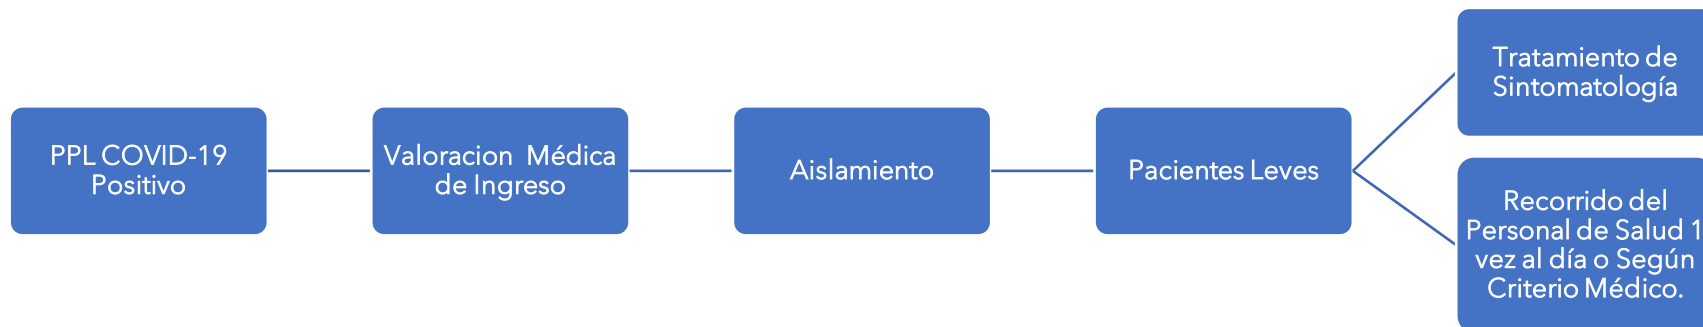 PPL COVID-19
Positivo
Valoracion Médica
de Ingreso
Aislamiento
Pacientes Leves
Tratamiento de
Sintomatología
Recorrido del
Personal de Salud 1
vez al día o Según
Criterio Médico.